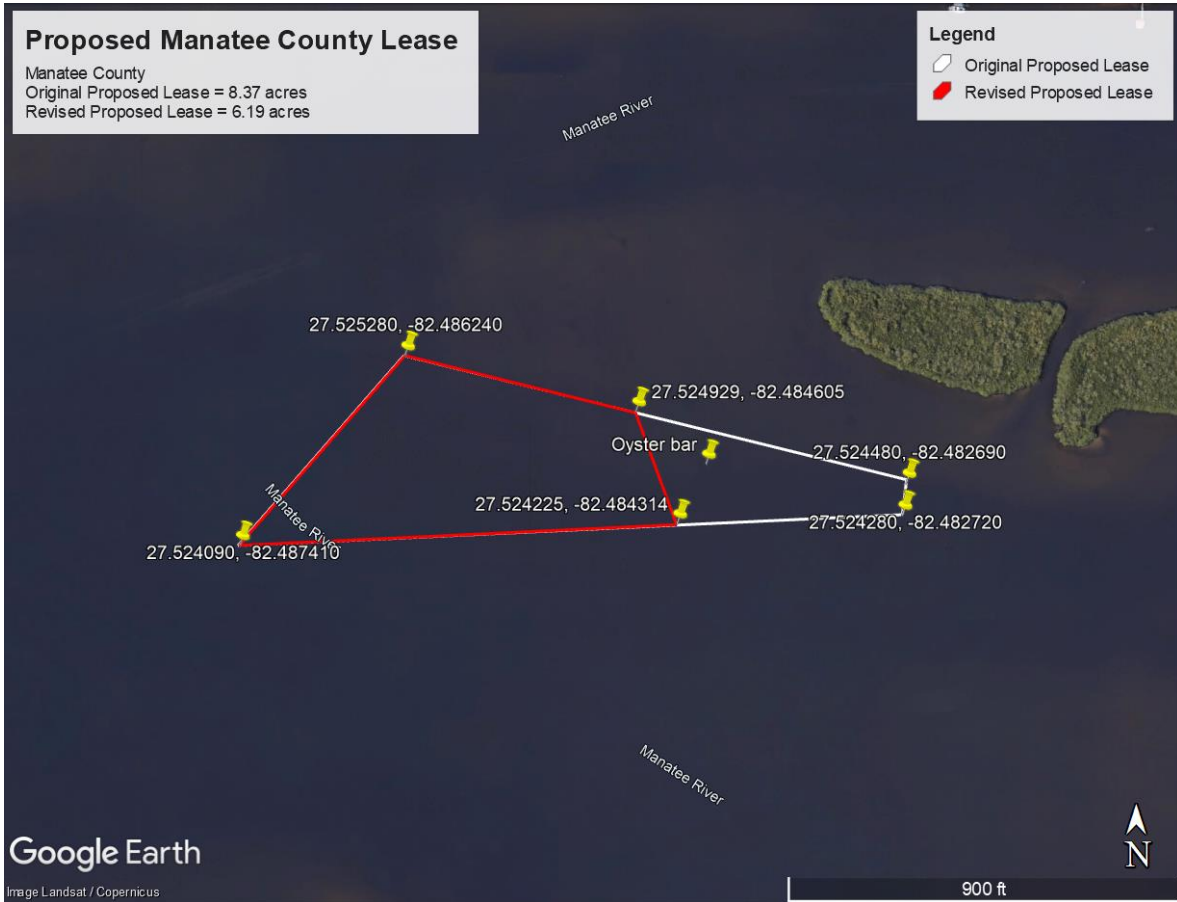 Proposed Manatee County Lease
Manatee County
Original Proposed Lease = 8.37 acres
Revised Proposed Lease = 6.19 acres
Legend
Original Proposed Lease
Revised Proposed Lease
Manatee River
27.525280, -82.486240
27.524929, -82.484605
Oyster bar
27.524480, -82.482690
27.524225, -82.484314
27.524280, -82.482720
Manatee River
27.524090, -82.487410
Manatee River
Google Earth
Image Landsat / Copernicus
N
900 ft